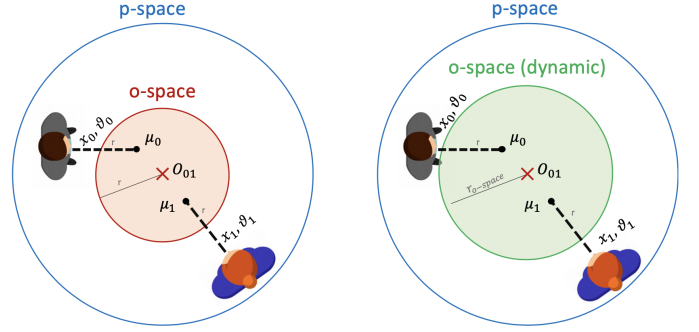 p-space
o-space
x₀, ϑ₀
r
μ₀
O₀₁
r
μ₁
r
x₁, ϑ₁
p-space
o-space (dynamic)
x₀, ϑ₀
r
μ₀
O₀₁
r₀₋ₛₚₐcₑ
μ₁
r
x₁, ϑ₁